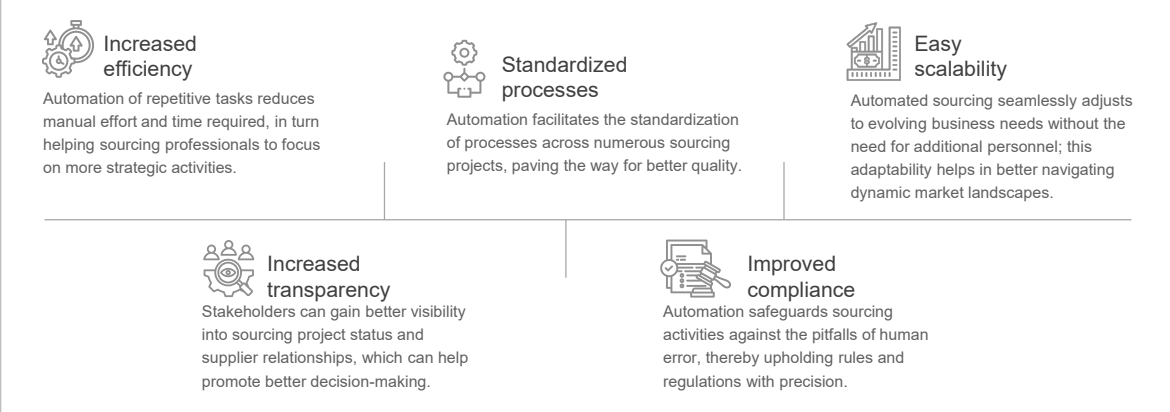 Increased
efficiency
Automation of repetitive tasks reduces
manual effort and time required, in turn
helping sourcing professionals to focus
on more strategic activities.
Standardized
processes
Automation facilitates the standardization
of processes across numerous sourcing
projects, paving the way for better quality.
Easy
scalability
Automated sourcing seamlessly adjusts
to evolving business needs without the
need for additional personnel; this
adaptability helps in better navigating
dynamic market landscapes.
Increased
transparency
Stakeholders can gain better visibility
into sourcing project status and
supplier relationships, which can help
promote better decision-making.
Improved
compliance
Automation safeguards sourcing
activities against the pitfalls of human
error, thereby upholding rules and
regulations with precision.